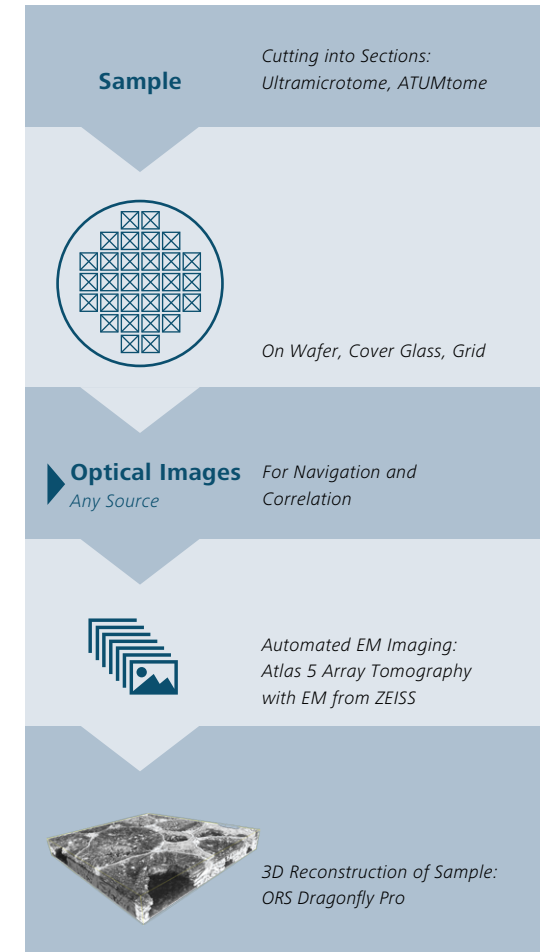 Sample
Cutting into Sections:
Ultramicrotome, ATUMtome
On Wafer, Cover Glass, Grid
Optical Images
Any Source
For Navigation and
Correlation
Automated EM Imaging:
Atlas 5 Array Tomography
with EM from ZEISS
3D Reconstruction of Sample:
ORS Dragonfly Pro